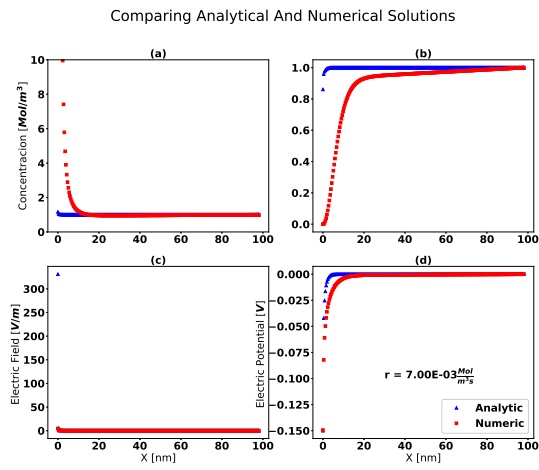 Comparing Analytical And Numerical Solutions
(a)
Concentracion [Mol/m³]
10
8
6
4
2
0
0 20 40 60 80 100
(b)
1.0
0.8
0.6
0.4
0.2
0.0
0 20 40 60 80 100
(c)
Electric Field [V/m]
300
250
200
150
100
50
0
0 20 40 60 80 100
X [nm]
(d)
Electric Potential [V]
0.000
−0.025
−0.050
−0.075
−0.100
−0.125
−0.150
r = 7.00E-03 Mol/m³s
Analytic
Numeric
0 20 40 60 80 100
X [nm]